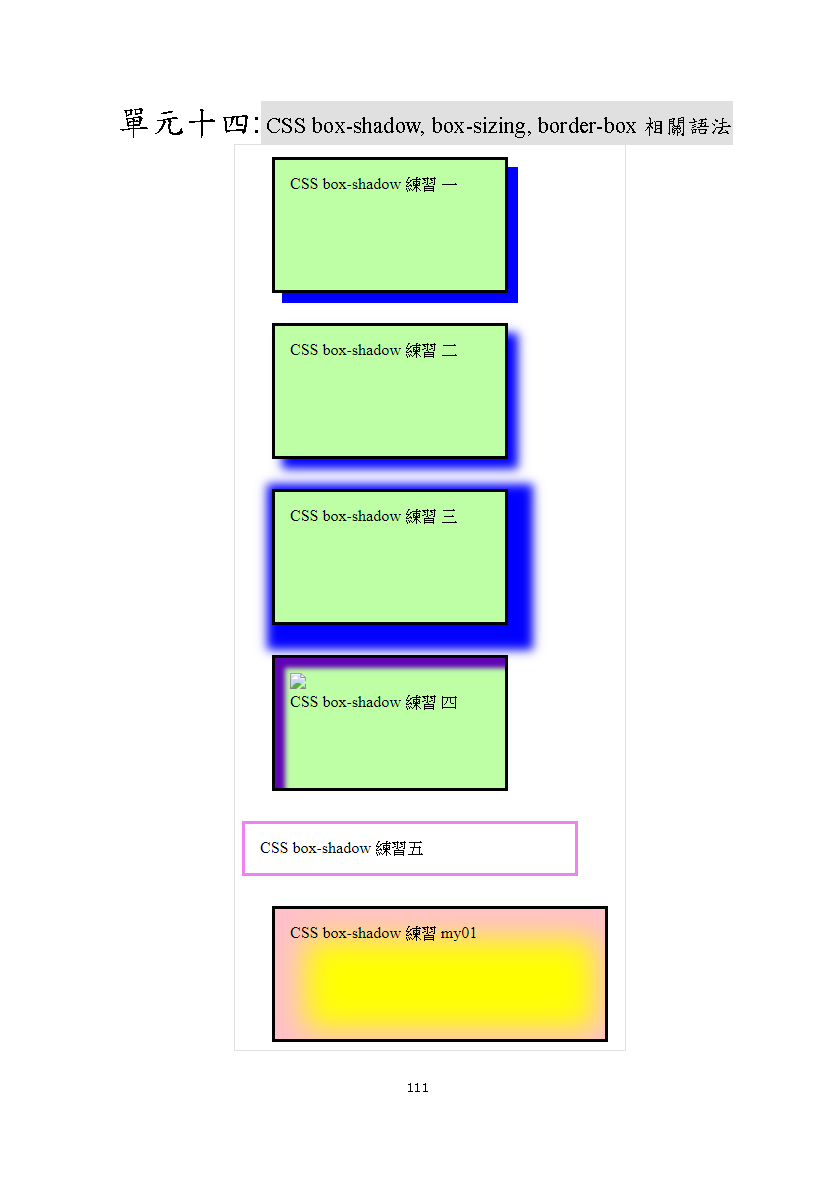 單元十四: CSS box-shadow, box-sizing, border-box 相關語法
CSS box-shadow 練習 一
CSS box-shadow 練習 二
CSS box-shadow 練習 三
CSS box-shadow 練習 四
CSS box-shadow 練習五
CSS box-shadow 練習 my01
111